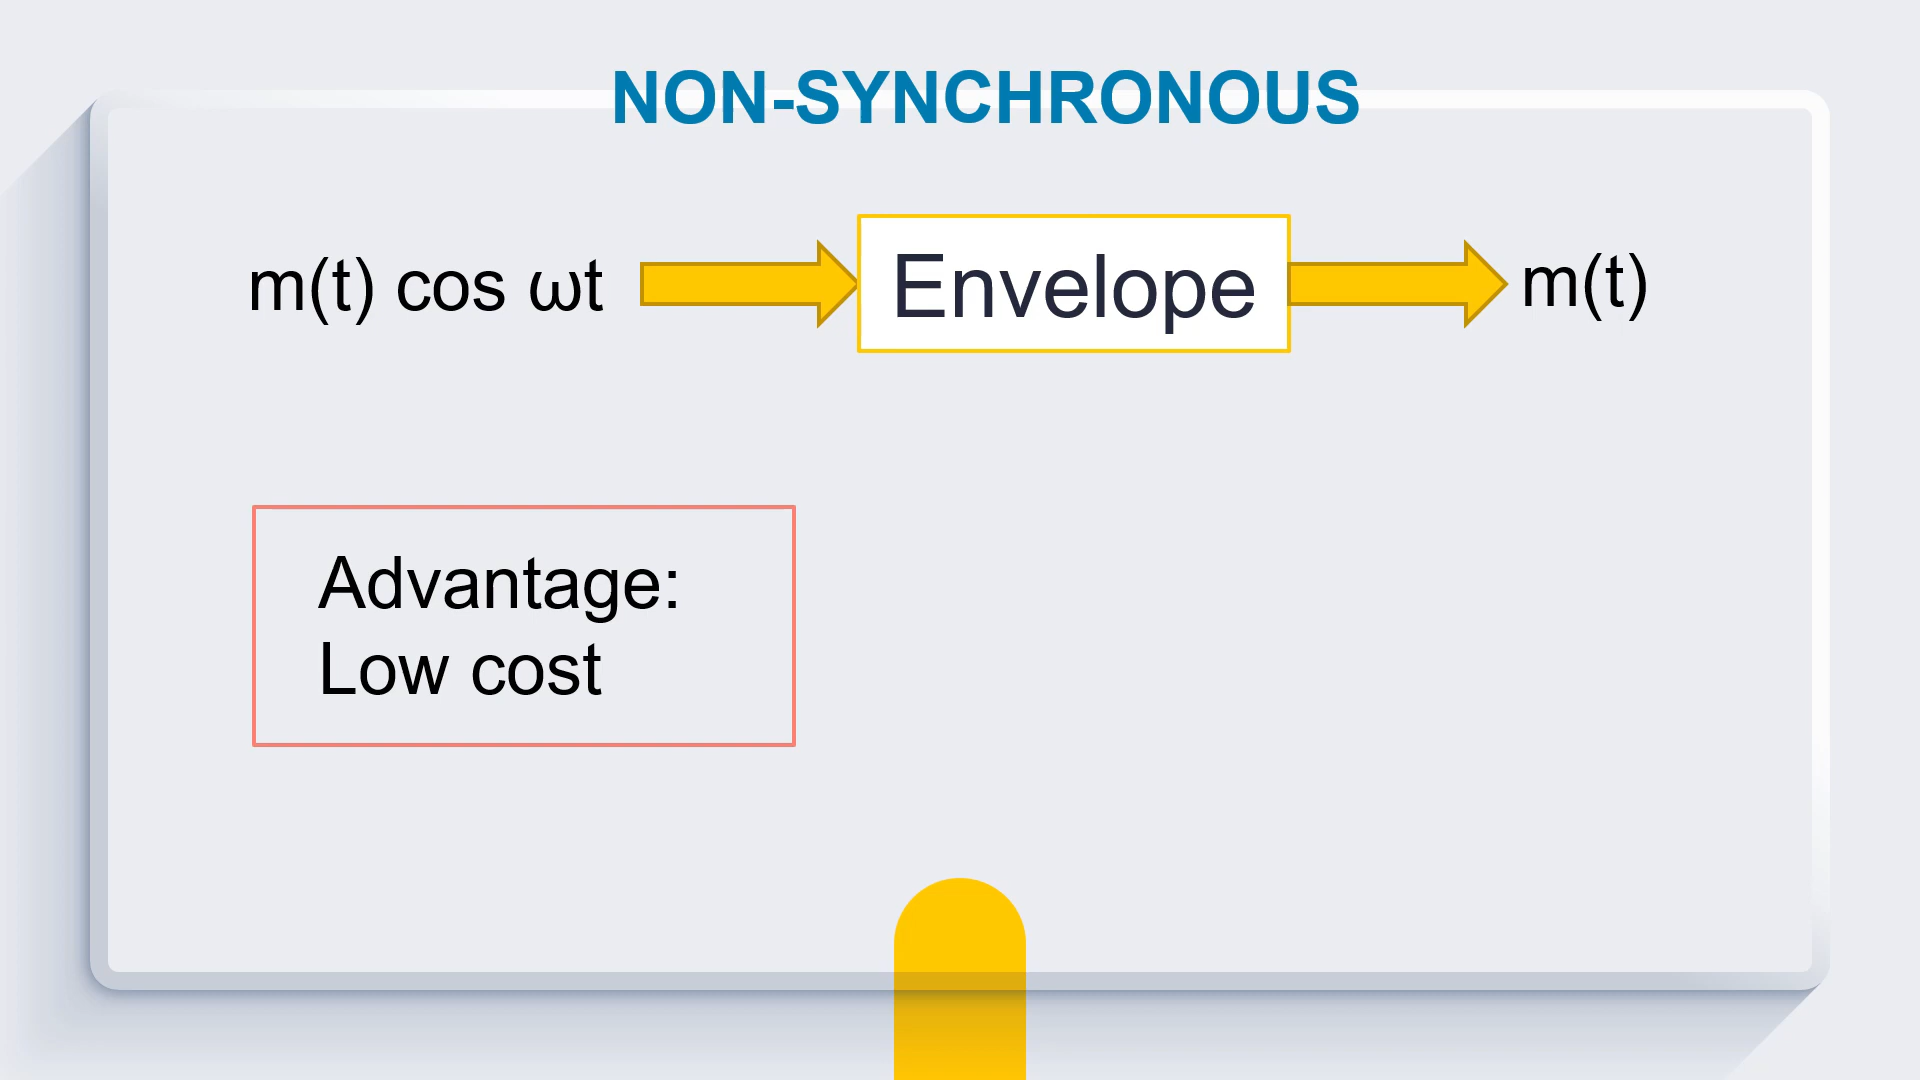 NON-SYNCHRONOUS
m(t) cos ωt
Envelope
m(t)
Advantage:
Low cost